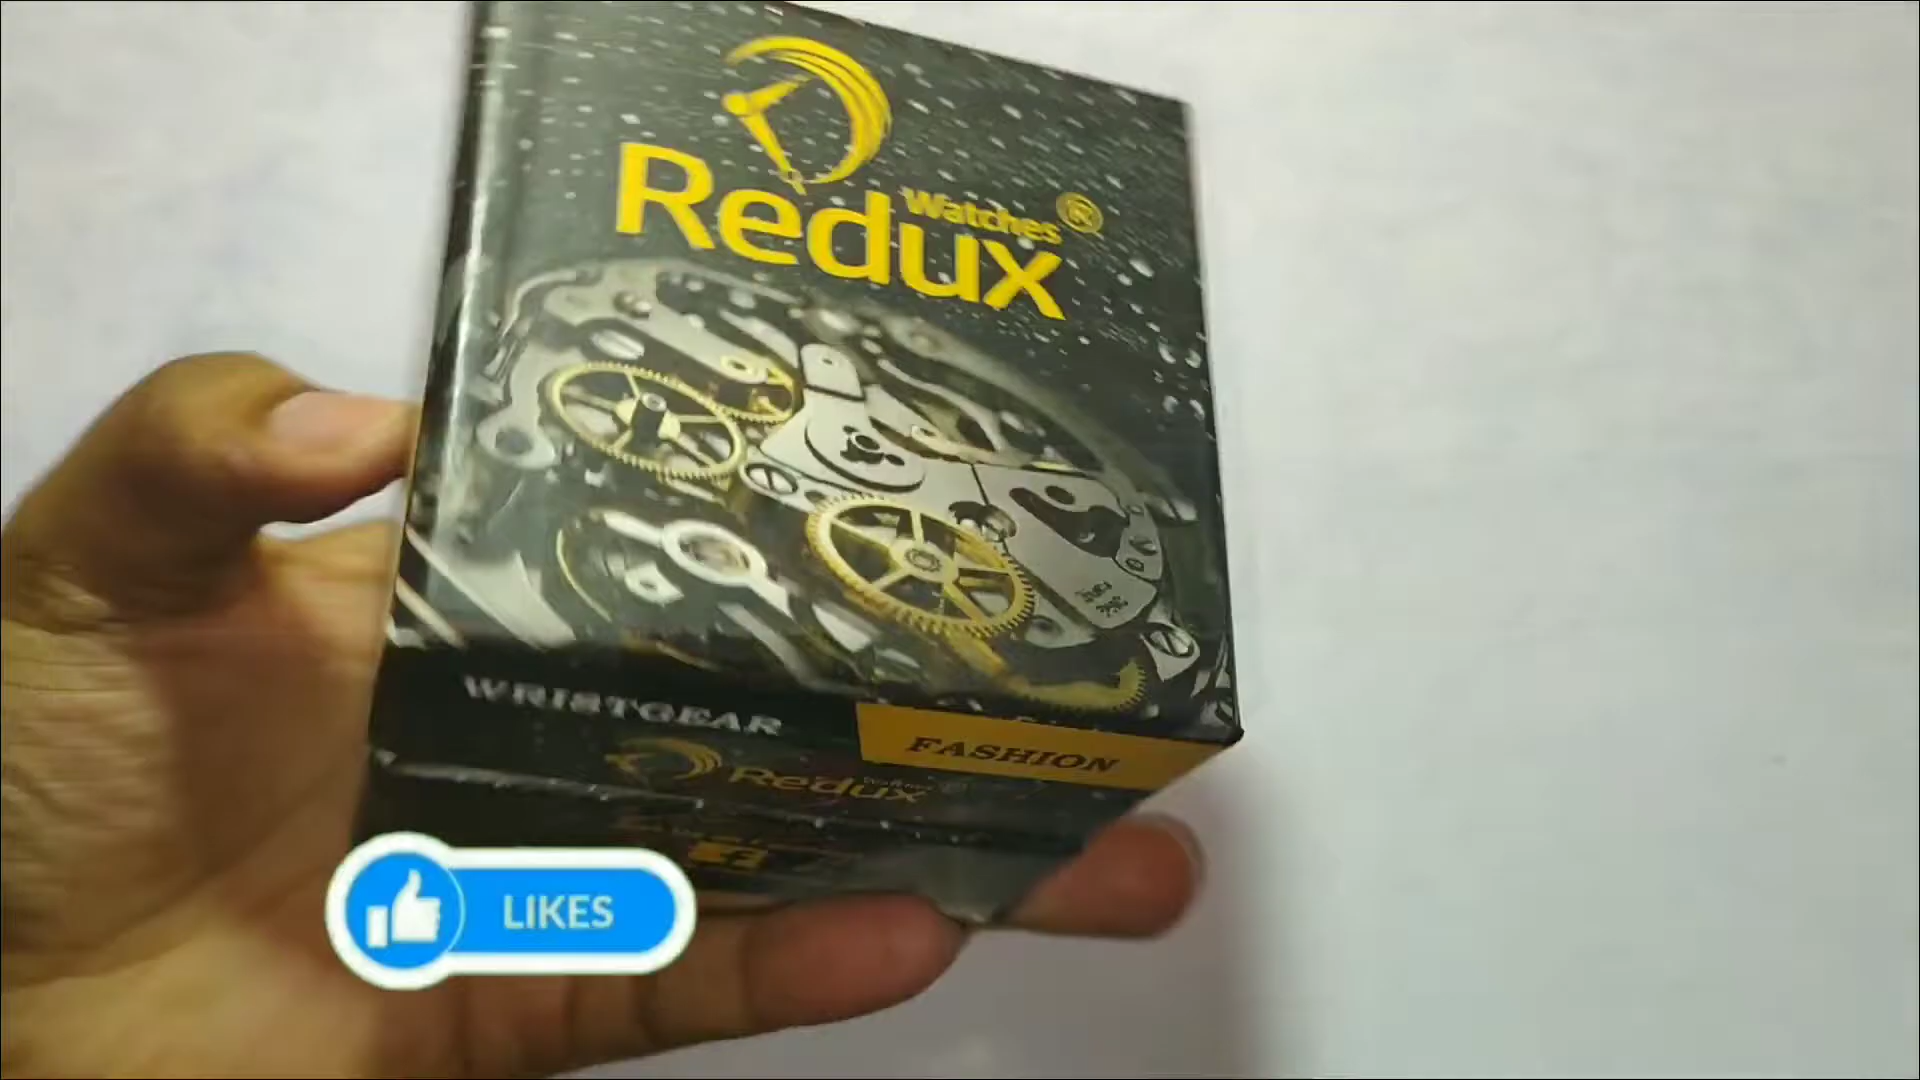 Watches ®
Redux
WRISTGEAR
FASHION
Redux
LIKES